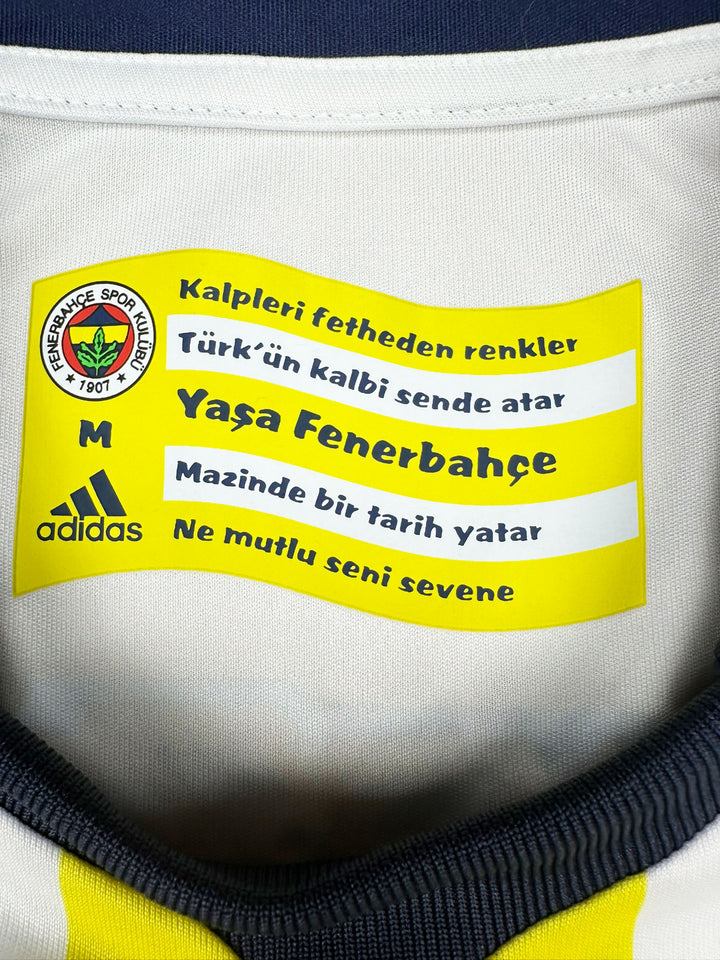 FENERBAHÇE SPOR KULÜBÜ
★ 1907 ★
M
adidas
Kalpleri fetheden renkler
Türk'ün kalbi sende atar
Yaşa Fenerbahçe
Mazinde bir tarih yatar
Ne mutlu seni sevene